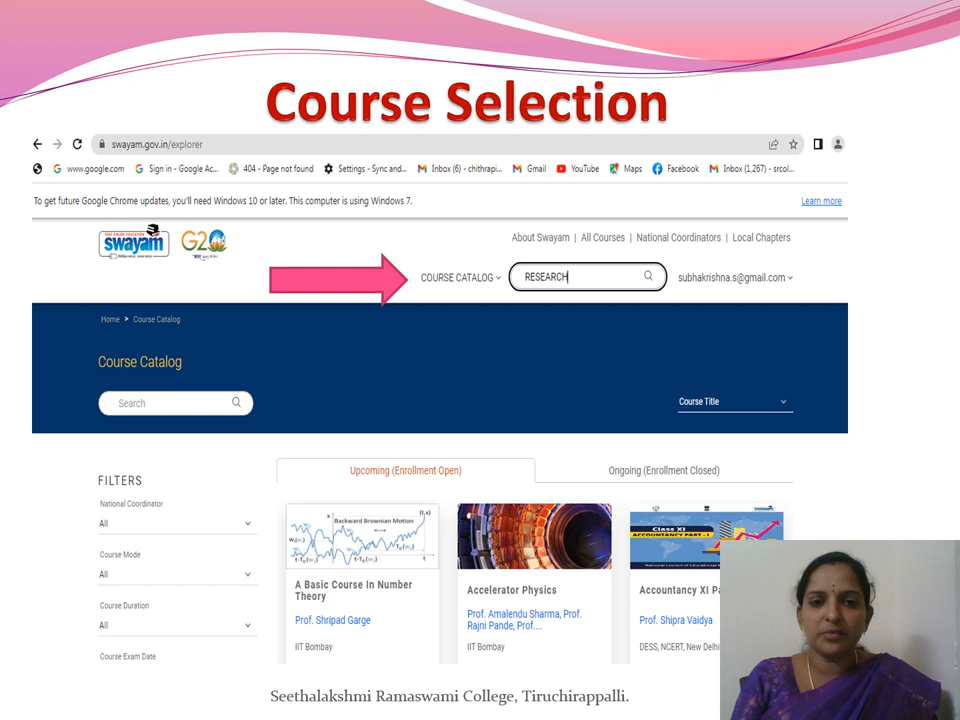 Course Selection
swayam.gov.in/explorer
www.google.com Sign in - Google Ac... 404 - Page not found Settings - Sync and... Inbox (6) - chithrapi... Gmail YouTube Maps Facebook Inbox (1,267) - srcol...
To get future Google Chrome updates, you'll need Windows 10 or later. This computer is using Windows 7. Learn more
swayam G20
About Swayam | All Courses | National Coordinators | Local Chapters
COURSE CATALOG RESEARCH subhakrishna.s@gmail.com
Home > Course Catalog
Course Catalog
Search
Course Title
Upcoming (Enrollment Open) Ongoing (Enrollment Closed)
FILTERS
National Coordinator
All
Course Mode
All
Course Duration
All
Course Exam Date
Backward Brownian Motion
Class XI
ACCOUNTANCY PART - I
A Basic Course In Number Theory
Prof. Shripad Garge
IIT Bombay
Accelerator Physics
Prof. Amalendu Sharma, Prof.
Rajni Pande, Prof....
IIT Bombay
Accountancy XI Pa
Prof. Shipra Vaidya
DESS, NCERT, New Delhi
Seethalakshmi Ramaswami College, Tiruchirappalli.